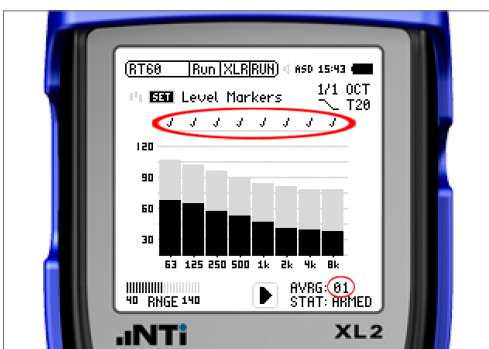 RT60 Run XLR RUN ASD 15:43
SET Level Markers 1/1 OCT
T20
120
90
60
30
63 125 250 500 1k 2k 4k 8k
AVRG: 01
40 RNGE 140 STAT: ARMED
NTi XL2